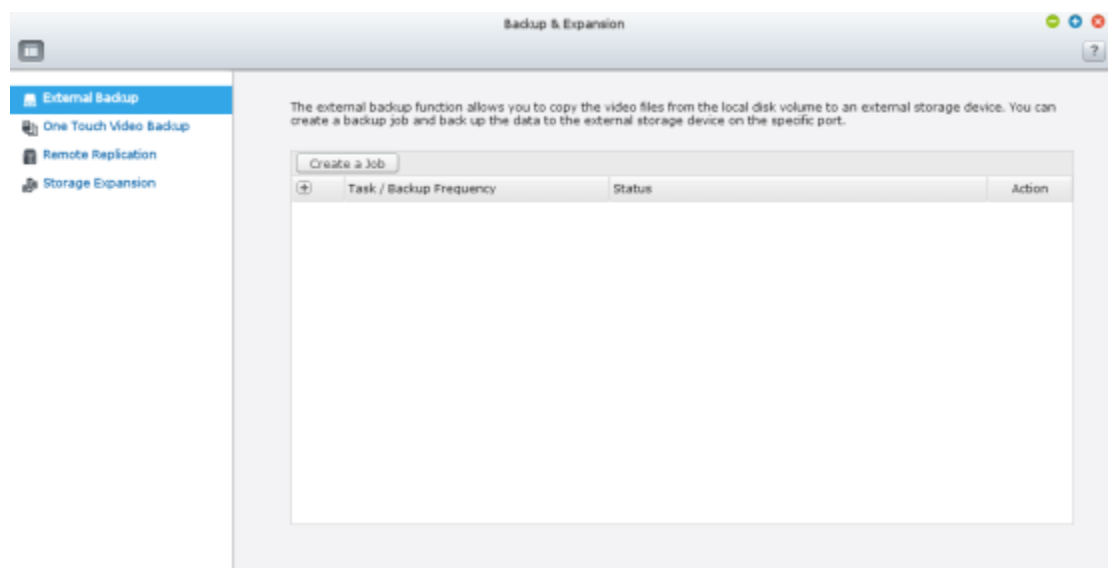 Backup & Expansion
?
External Backup
One Touch Video Backup
Remote Replication
Storage Expansion
The external backup function allows you to copy the video files from the local disk volume to an external storage device. You can
create a backup job and back up the data to the external storage device on the specific port.
Create a Job
Task / Backup Frequency Status Action